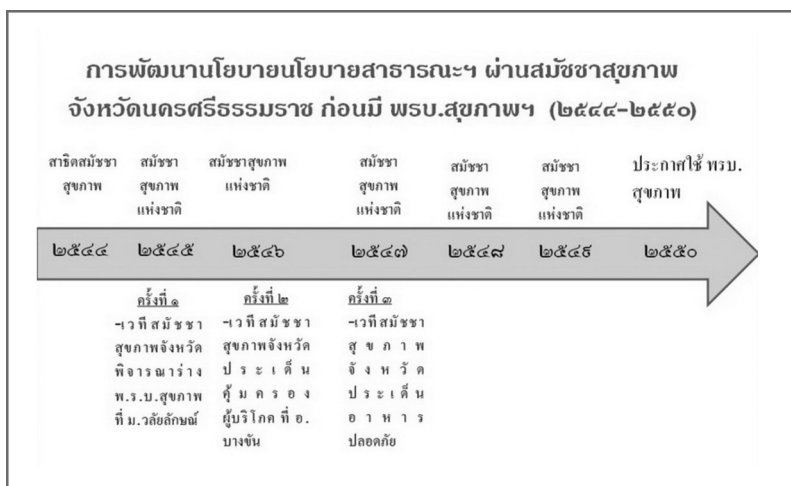 การพัฒนานโยบายนโยบายสาธารณะฯ ผ่านสมัชชาสุขภาพ
จังหวัดนครศรีธรรมราช ก่อนมี พรบ.สุขภาพฯ (๒๕๔๔-๒๕๕๐)
สาธิตสมัชชา
สุขภาพ
สมัชชา
สุขภาพ
แห่งชาติ
สมัชชาสุขภาพ
แห่งชาติ
สมัชชา
สุขภาพ
แห่งชาติ
สมัชชา
สุขภาพ
แห่งชาติ
สมัชชา
สุขภาพ
แห่งชาติ
ประกาศใช้ พรบ.
สุขภาพ
๒๕๔๔ ๒๕๔๕ ๒๕๔๖ ๒๕๔๗ ๒๕๔๘ ๒๕๔๙ ๒๕๕๐
ครั้งที่ ๑
-เวทีสมัชชา
สุขภาพจังหวัด
พิจารณาร่าง
พ.ร.บ.สุขภาพ
ที่ ม.วลัยลักษณ์
ครั้งที่ ๒
-เวทีสมัชชา
สุขภาพจังหวัด
ประเด็น
คุ้มครอง
ผู้บริโภค ที่ อ.
บางขัน
ครั้งที่ ๓
-เวทีสมัชชา
สุขภาพ
จังหวัด
ประเด็น
อาหาร
ปลอดภัย